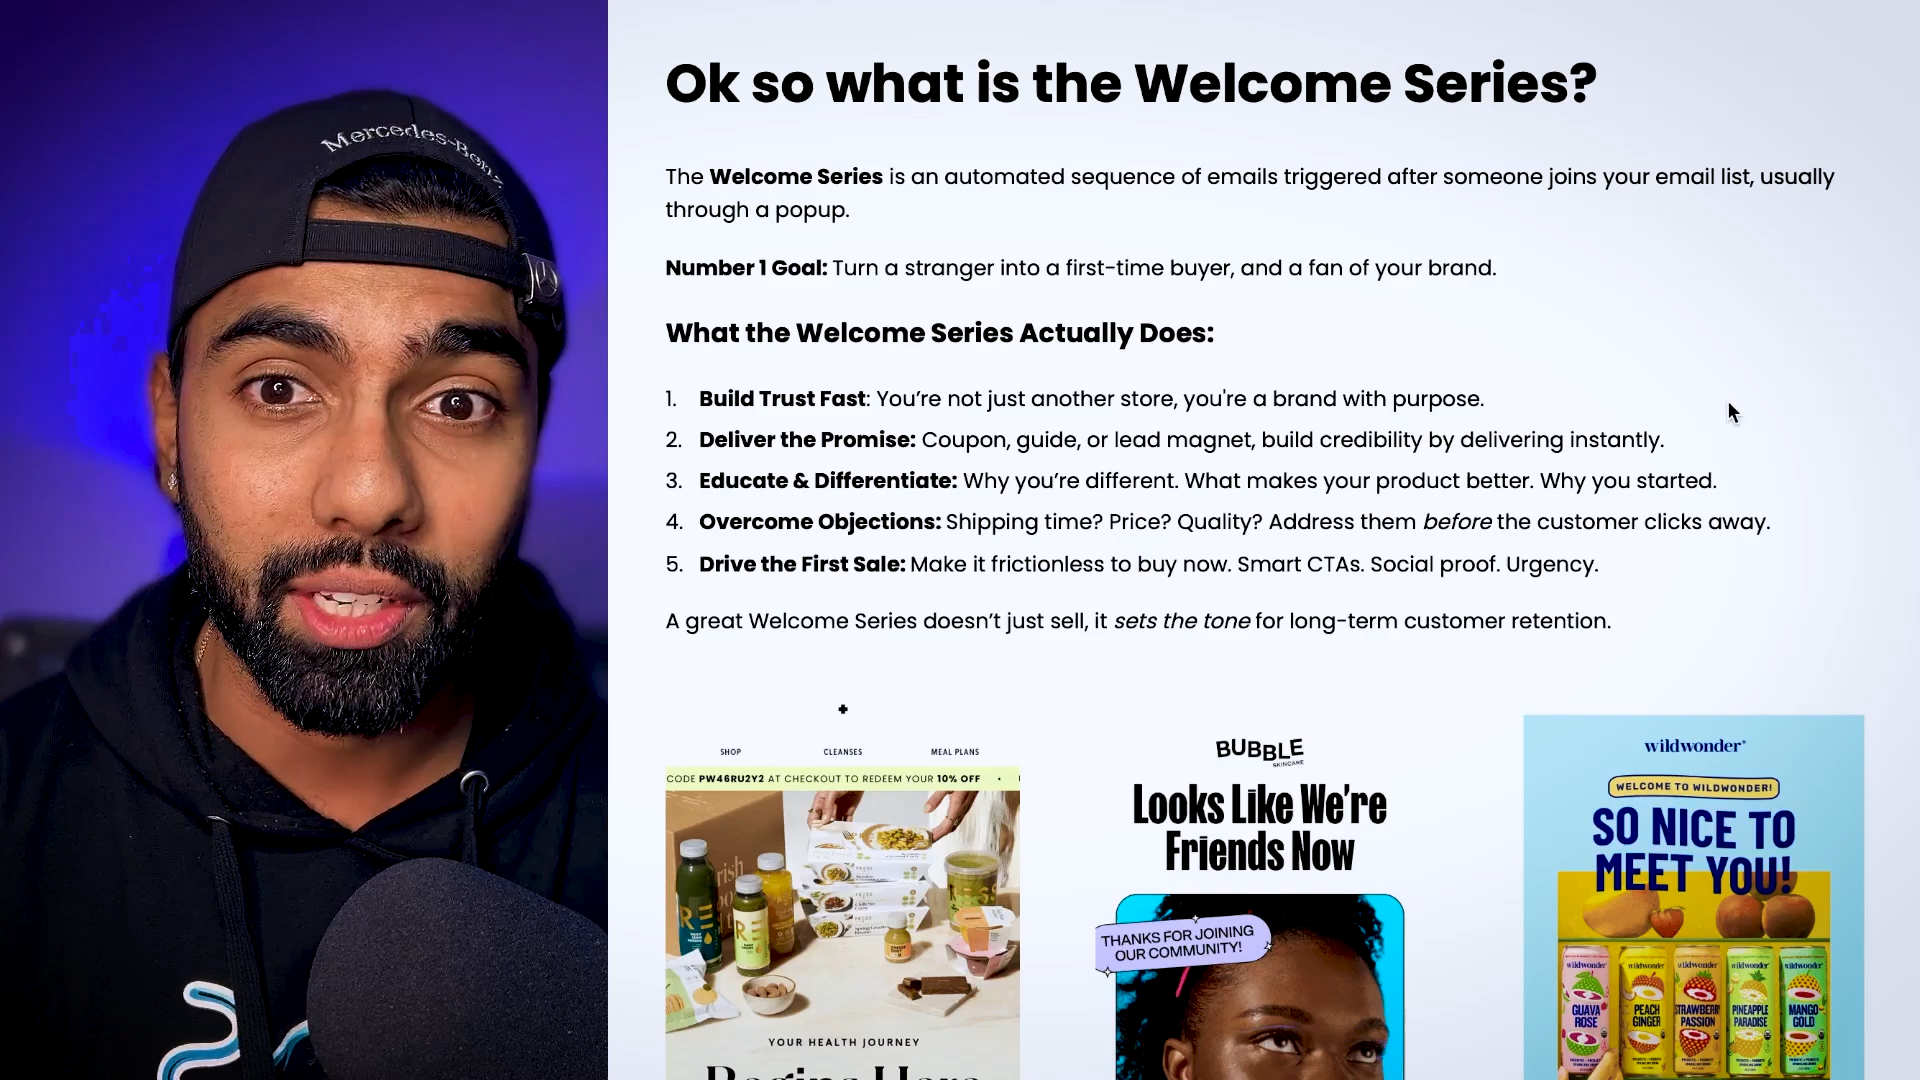 Mercedes-Benz
Ok so what is the Welcome Series?
The Welcome Series is an automated sequence of emails triggered after someone joins your email list, usually
through a popup.
Number 1 Goal: Turn a stranger into a first-time buyer, and a fan of your brand.
What the Welcome Series Actually Does:
1. Build Trust Fast: You’re not just another store, you're a brand with purpose.
2. Deliver the Promise: Coupon, guide, or lead magnet, build credibility by delivering instantly.
3. Educate & Differentiate: Why you’re different. What makes your product better. Why you started.
4. Overcome Objections: Shipping time? Price? Quality? Address them before the customer clicks away.
5. Drive the First Sale: Make it frictionless to buy now. Smart CTAs. Social proof. Urgency.
A great Welcome Series doesn’t just sell, it sets the tone for long-term customer retention.
SHOP CLEANSES MEAL PLANS
CODE PW46RU2Y2 AT CHECKOUT TO REDEEM YOUR 10% OFF •
YOUR HEALTH JOURNEY
Begins Here
BUBBLE
SKINCARE
Looks Like We’re
Friends Now
THANKS FOR JOINING
OUR COMMUNITY!
wildwonder
WELCOME TO WILDWONDER!
SO NICE TO
MEET YOU!
wildwonder wildwonder wildwonder wildwonder wildwonder
GUAVA ROSE
PEACH GINGER
STRAWBERRY PASSION
PINEAPPLE PARADISE
MANGO GOLD